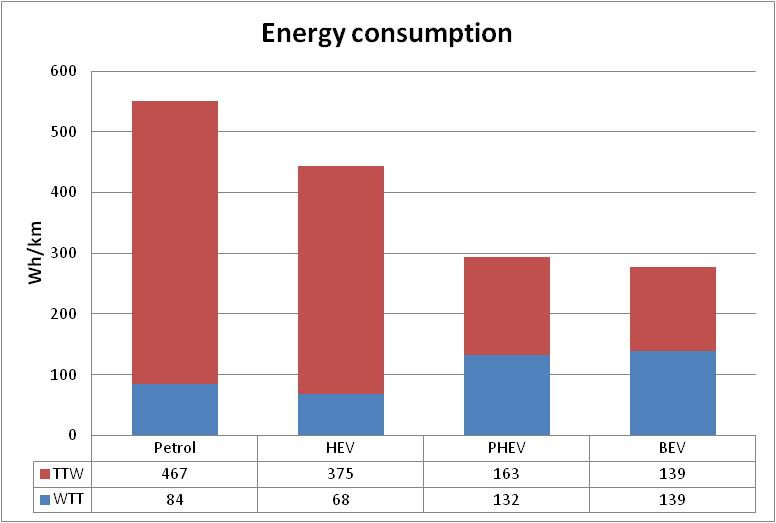 Energy consumption
600
500
400
300
200
100
0
Wh/km
Petrol HEV PHEV BEV
TTW 467 375 163 139
WTT 84 68 132 139